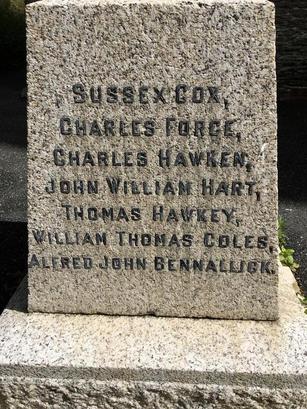 SUSSEX COX,
CHARLES FORCE,
CHARLES HAWKEN,
JOHN WILLIAM HART,
THOMAS HAWKEY,
WILLIAM THOMAS COLES,
ALFRED JOHN BENNALLICK.